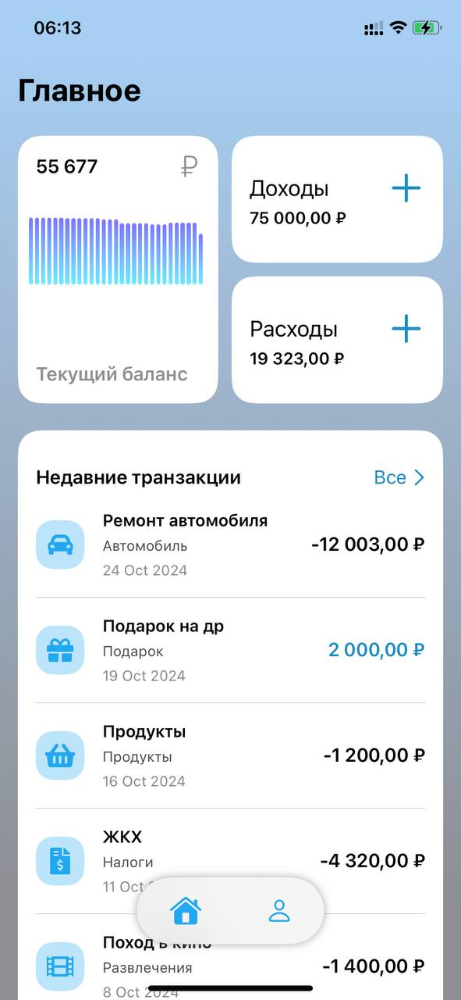 06:13
Главное
55 677 ₽
Текущий баланс
Доходы
75 000,00 ₽
Расходы
19 323,00 ₽
Недавние транзакции
Все
Ремонт автомобиля
Автомобиль
-12 003,00 ₽
24 Oct 2024
Подарок на др
Подарок
2 000,00 ₽
19 Oct 2024
Продукты
Продукты
-1 200,00 ₽
16 Oct 2024
ЖКХ
Налоги
-4 320,00 ₽
11 Oct
Поход в кино
Развлечения
-1 400,00 ₽
8 Oct 2024